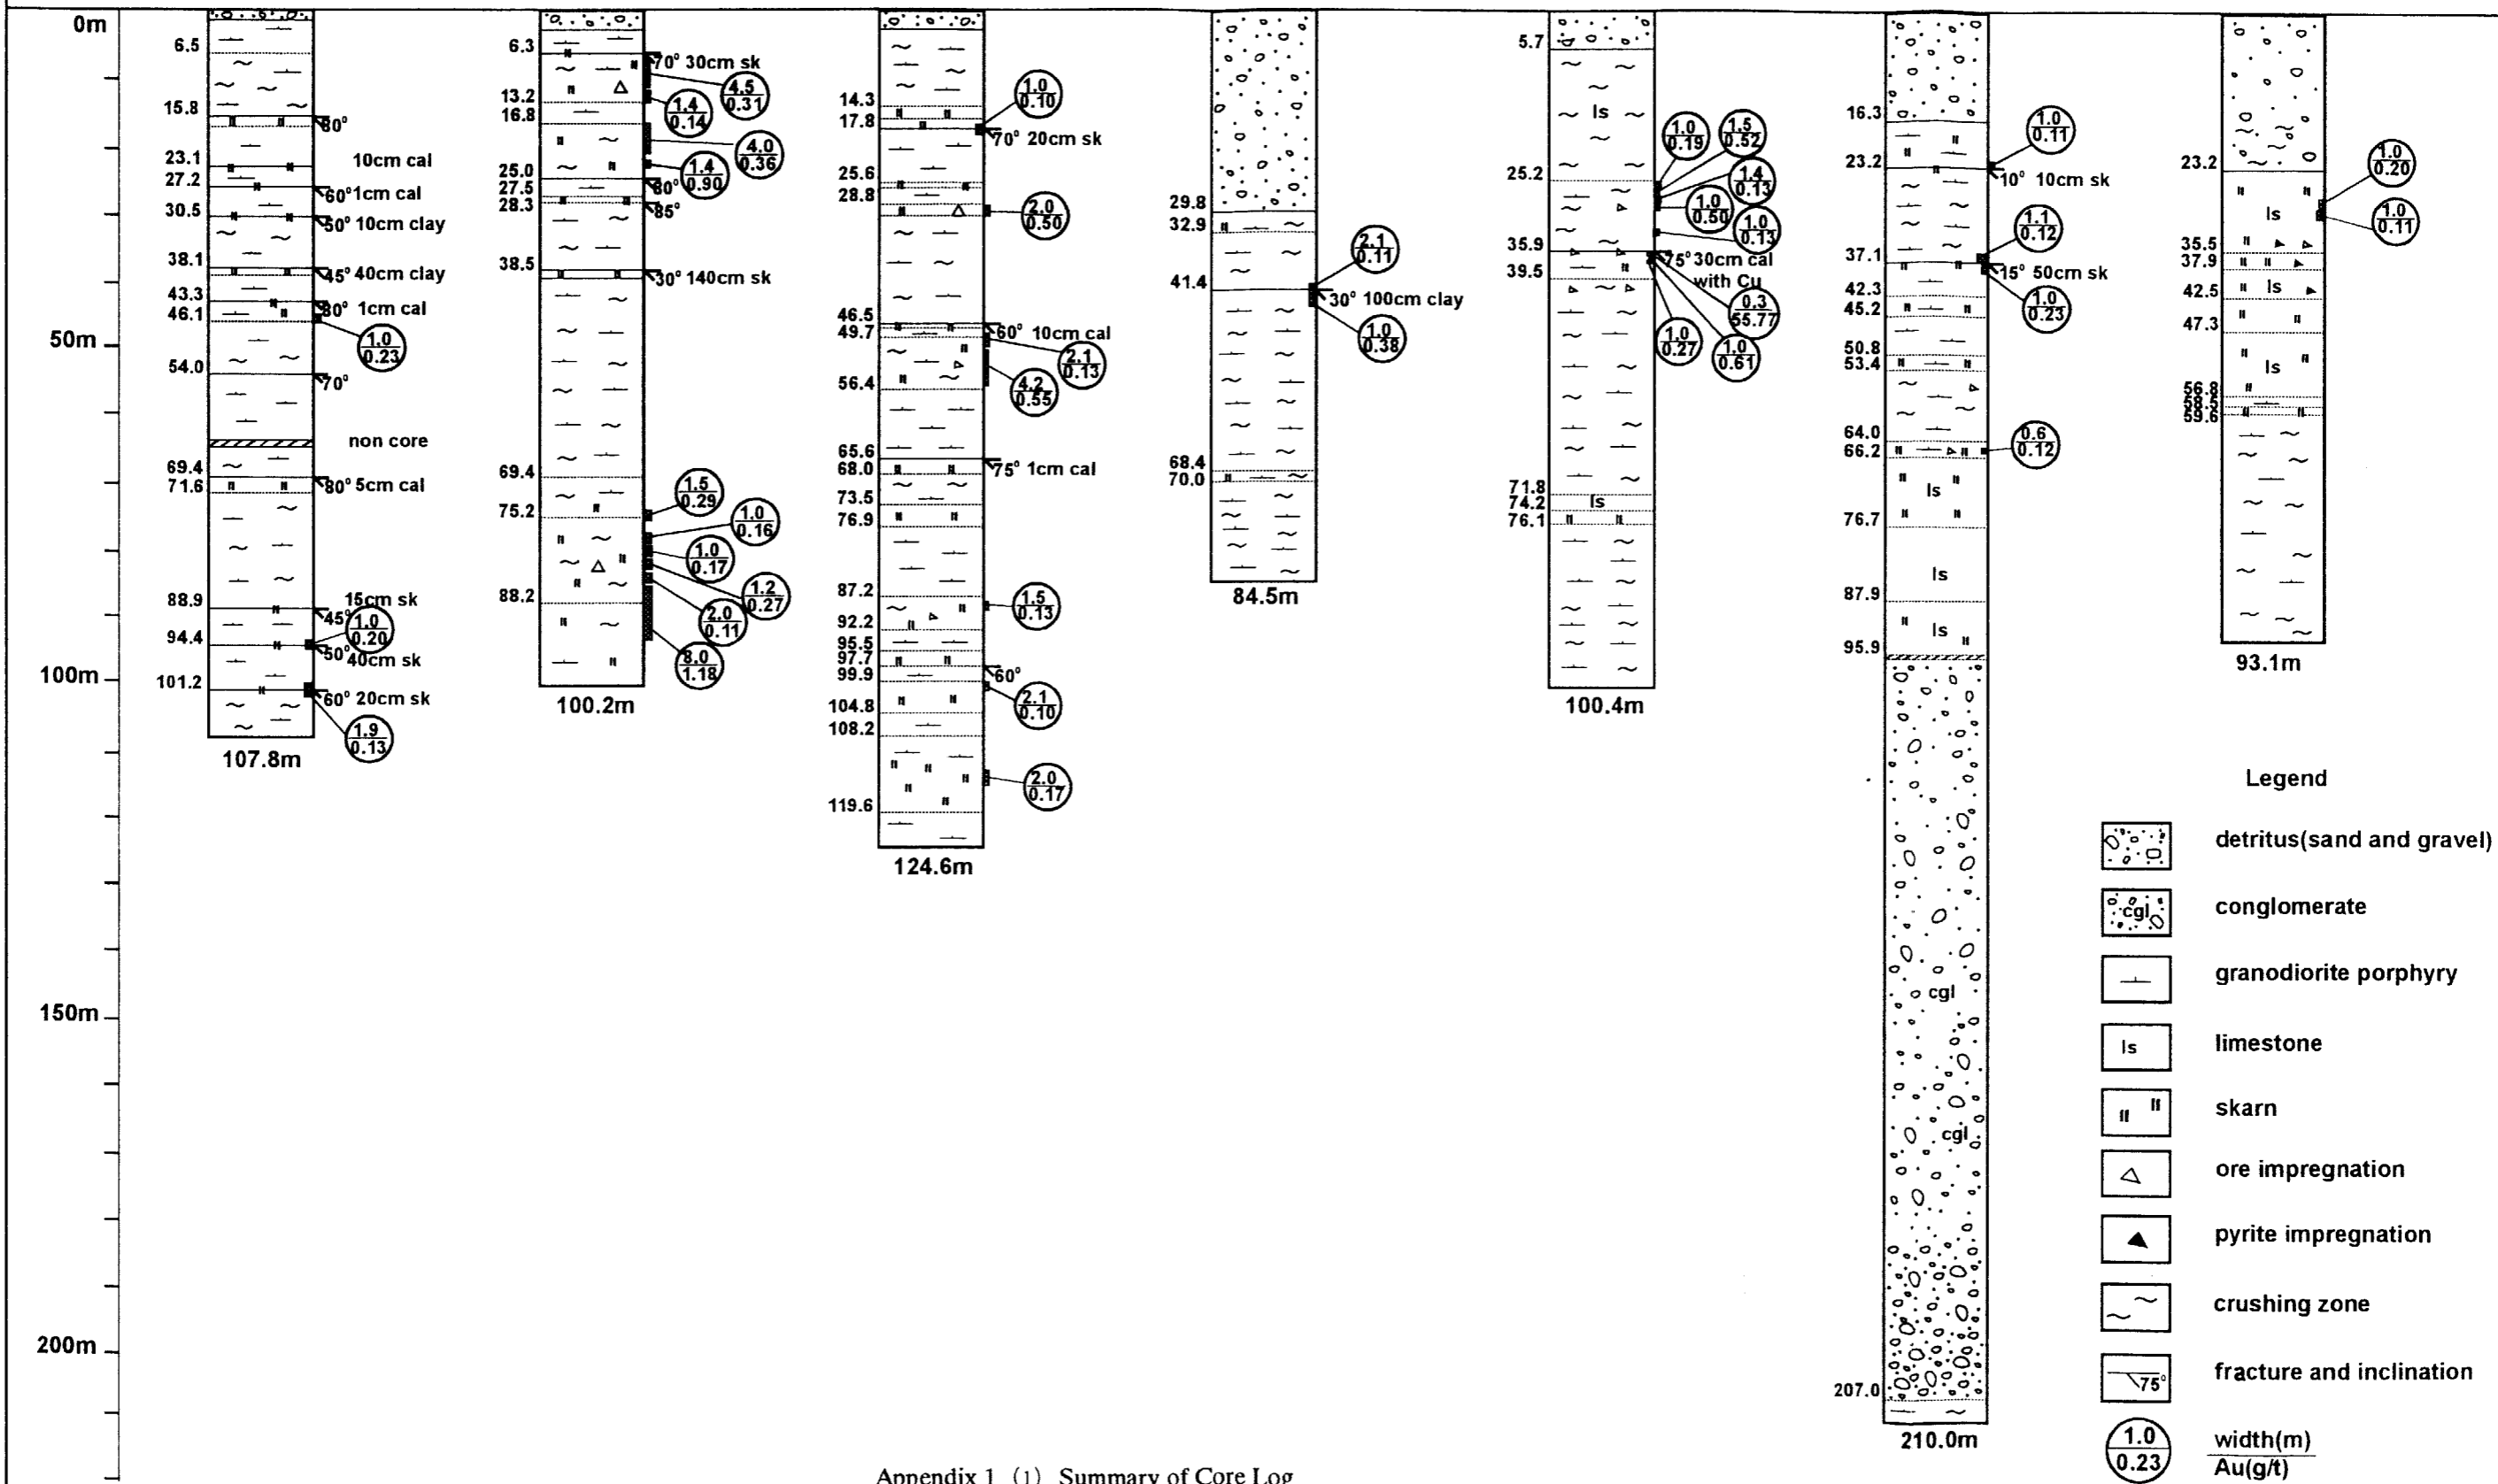 0m
50m
100m
150m
200m
6.5
15.8
80°
23.1
10cm cal
27.2
60° 1cm cal
30.5
50° 10cm clay
38.1
45° 40cm clay
43.3
80° 1cm cal
46.1
1.0
0.23
54.0
70°
non core
69.4
71.6
80° 5cm cal
88.9
15cm sk
45°
1.0
0.20
94.4
50° 40cm sk
101.2
60° 20cm sk
1.9
0.13
107.8m
6.3
70° 30cm sk
4.5
0.31
13.2
1.4
0.14
16.8
4.0
0.36
25.0
1.4
0.90
27.5
80°
28.3
85°
38.5
30° 140cm sk
69.4
1.5
0.29
75.2
1.0
0.16
1.0
0.17
1.2
0.27
88.2
2.0
0.11
8.0
1.18
100.2m
14.3
1.0
0.10
17.8
70° 20cm sk
25.6
28.8
2.0
0.50
46.5
60° 10cm cal
49.7
2.1
0.13
56.4
4.2
0.55
65.6
68.0
75° 1cm cal
73.5
76.9
87.2
1.5
0.13
92.2
95.5
97.7
99.9
60°
2.1
0.10
104.8
108.2
2.0
0.17
119.6
124.6m
29.8
32.9
2.1
0.11
41.4
30° 100cm clay
1.0
0.38
68.4
70.0
84.5m
5.7
ls
1.0
0.19
1.5
0.52
25.2
1.4
0.13
1.0
0.50
1.0
0.13
35.9
75° 30cm cal
with Cu
39.5
0.3
55.77
1.0
0.27
1.0
0.61
71.8
74.2
ls
76.1
100.4m
16.3
1.0
0.11
23.2
10° 10cm sk
1.1
0.12
37.1
15° 50cm sk
42.3
1.0
0.23
45.2
50.8
53.4
64.0
0.6
0.12
66.2
ls
76.7
ls
87.9
ls
95.9
cgl
cgl
207.0
210.0m
23.2
1.0
0.20
ls
1.0
0.11
35.5
37.9
ls
42.5
47.3
ls
56.8
58.5
59.6
93.1m
Legend
detritus(sand and gravel)
cgl conglomerate
granodiorite porphyry
ls limestone
skarn
ore impregnation
pyrite impregnation
crushing zone
75° fracture and inclination
1.0 width(m)
0.23 Au(g/t)
Appendix 1 (1) Summary of Core Log